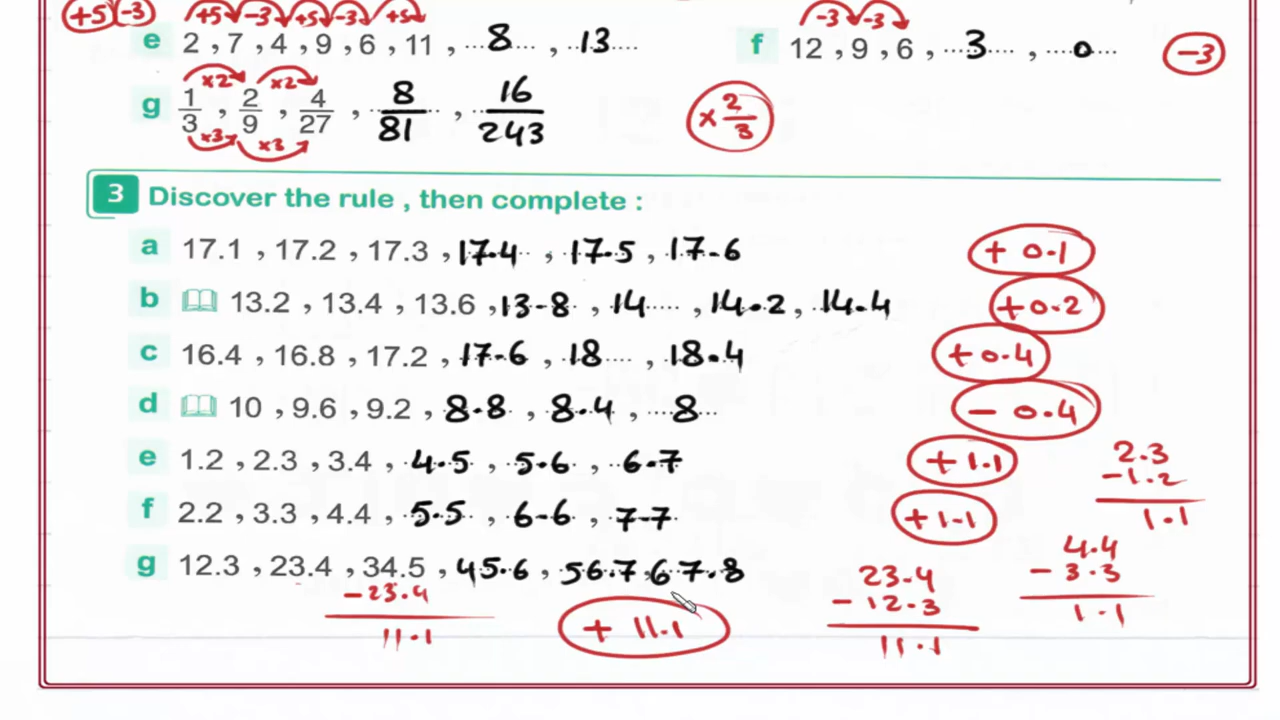 +5 -3 +5 -3 +5 -3 +5 -3 -3
e 2 , 7 , 4 , 9 , 6 , 11 , 8 , 13 f 12 , 9 , 6 , 3 , 0 -3
×2 ×2
g 1/3 , 2/9 , 4/27 , 8/81 , 16/243 × 2/3
×3 ×3
3 Discover the rule , then complete :
a 17.1 , 17.2 , 17.3 , 17.4 , 17.5 , 17.6 + 0.1
b 13.2 , 13.4 , 13.6 , 13.8 , 14 , 14.2 , 14.4 +0.2
c 16.4 , 16.8 , 17.2 , 17.6 , 18 , 18.4 +0.4
d 10 , 9.6 , 9.2 , 8.8 , 8.4 , 8 - 0.4
e 1.2 , 2.3 , 3.4 , 4.5 , 5.6 , 6.7 +1.1
2.3
-1.2
1.1
f 2.2 , 3.3 , 4.4 , 5.5 , 6.6 , 7.7 +1.1
4.4
- 3.3
1.1
g 12.3 , 23.4 , 34.5 , 45.6 , 56.7 , 67.8
-23.4
11.1
+ 11.1
23.4
- 12.3
11.1